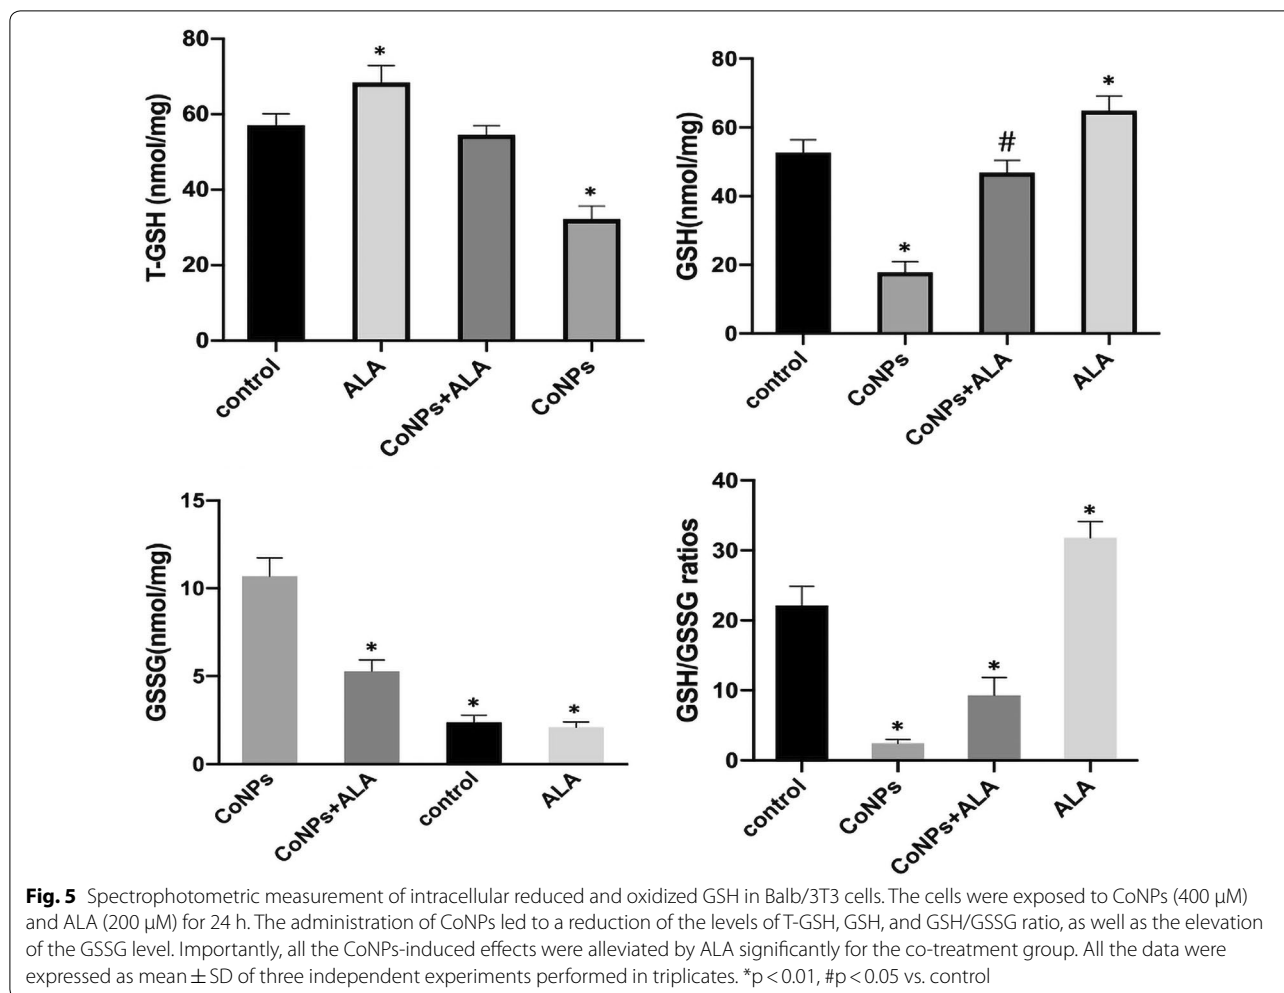 80
60
40
20
0
T-GSH (nmol/mg)
*
*
control
ALA
CoNPs+ALA
CoNPs
80
60
40
20
0
GSH(nmol/mg)
*
#
*
control
CoNPs
CoNPs+ALA
ALA
15
10
5
0
GSSG(nmol/mg)
*
*
*
CoNPs
CoNPs+ALA
control
ALA
40
30
20
10
0
GSH/GSSG ratios
*
*
*
control
CoNPs
CoNPs+ALA
ALA
Fig. 5 Spectrophotometric measurement of intracellular reduced and oxidized GSH in Balb/3T3 cells. The cells were exposed to CoNPs (400 µM)
and ALA (200 µM) for 24 h. The administration of CoNPs led to a reduction of the levels of T-GSH, GSH, and GSH/GSSG ratio, as well as the elevation
of the GSSG level. Importantly, all the CoNPs-induced effects were alleviated by ALA significantly for the co-treatment group. All the data were
expressed as mean ± SD of three independent experiments performed in triplicates. *p < 0.01, #p < 0.05 vs. control